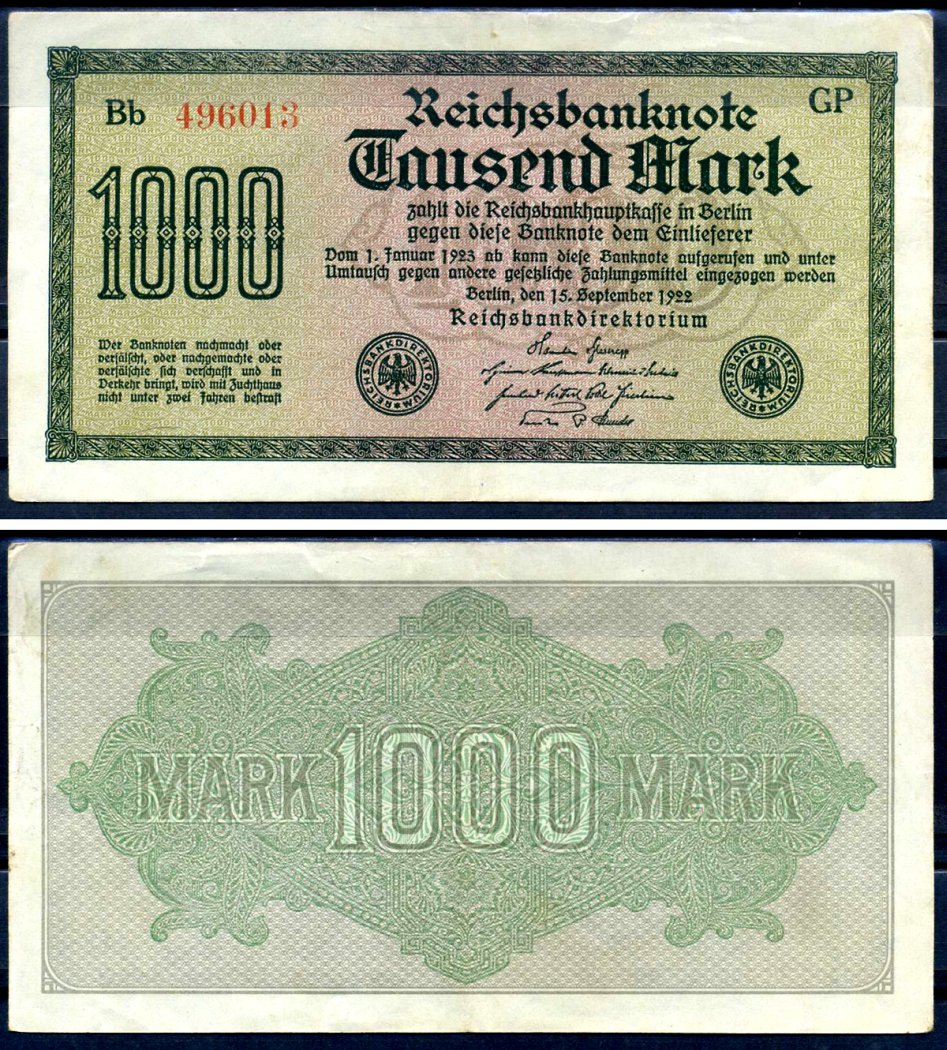 Bb 496013
GP
1000
Reichsbanknote
Tausend Mark
zahlt die Reichsbankhauptkasse in Berlin
gegen diese Banknote dem Einlieferer
Vom 1. Januar 1923 ab kann diese Banknote aufgerufen und unter
Umtausch gegen andere gesetzliche Zahlungsmittel eingezogen werden
Berlin, den 15. September 1922
Reichsbankdirektorium
Wer Banknoten nachmacht oder
verfälscht, oder nachgemachte oder
verfälschte sich verschafft und in
Verkehr bringt, wird mit Zuchthaus
nicht unter zwei Jahren bestraft
REICHSBANKDIREKTORIUM
REICHSBANKDIREKTORIUM
MARK 1000 MARK